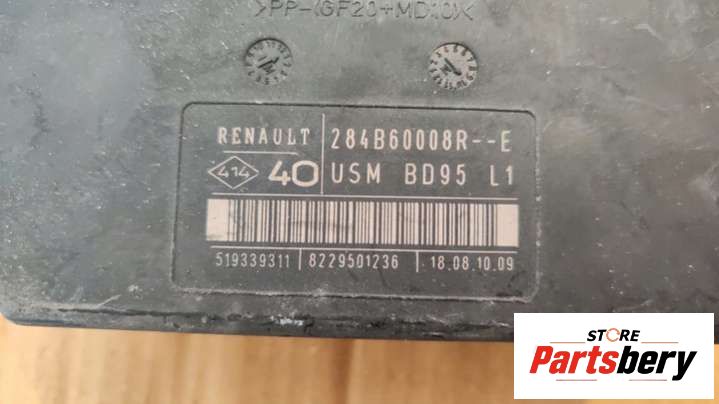 >PP-(GF20+MD10)<
RENAULT 284B60008R--E
414 40 USM BD95 L1
519339311 8229501236 18.08.10.09
STORE
Partsbery